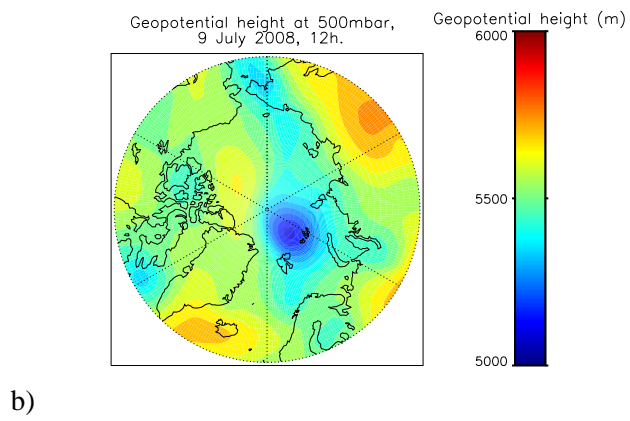 Geopotential height at 500mbar,
9 July 2008, 12h.
Geopotential height (m)
6000
5500
5000
b)